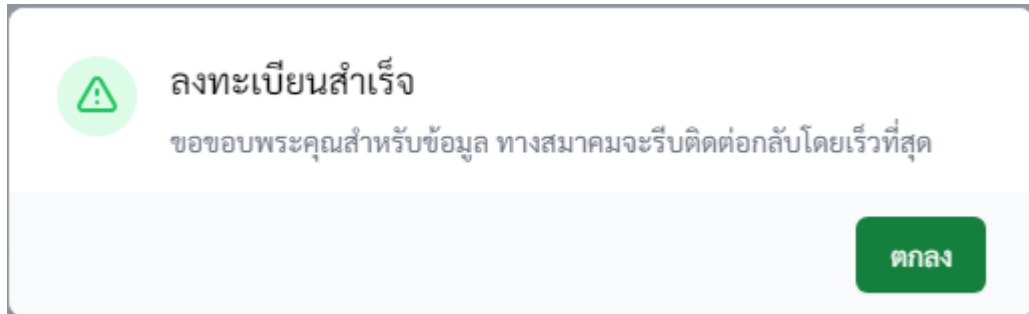 ลงทะเบียนสำเร็จ
ขอขอบพระคุณสำหรับข้อมูล ทางสมาคมจะรีบติดต่อกลับโดยเร็วที่สุด
ตกลง